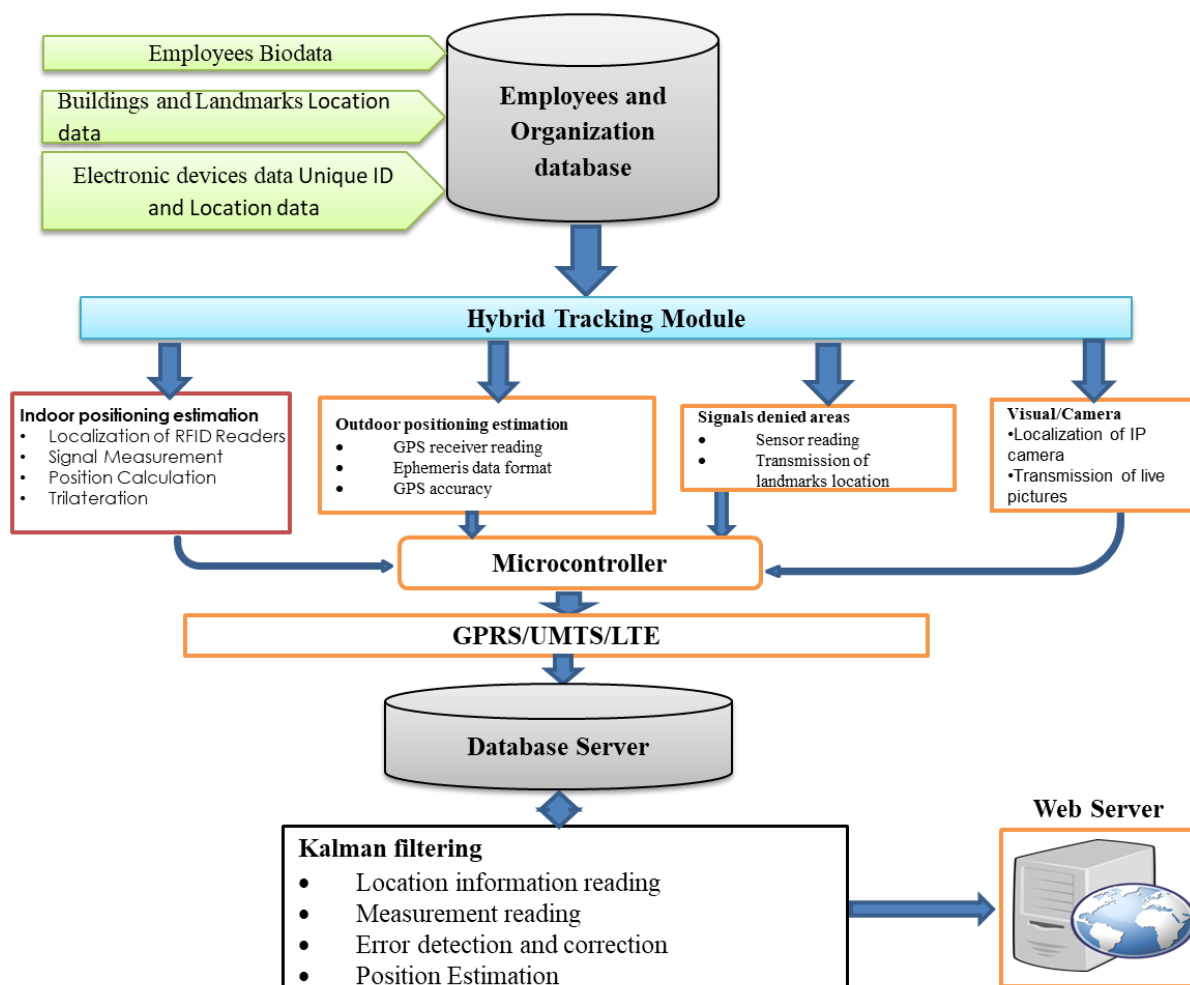 Employees Biodata
Buildings and Landmarks Location
data
Electronic devices data Unique ID
and Location data
Employees and
Organization
database
Hybrid Tracking Module
Indoor positioning estimation
• Localization of RFID Readers
• Signal Measurement
• Position Calculation
• Trilateration
Outdoor positioning estimation
• GPS receiver reading
• Ephemeris data format
• GPS accuracy
Signals denied areas
• Sensor reading
• Transmission of
landmarks location
Visual/Camera
•Localization of IP
camera
•Transmission of live
pictures
Microcontroller
GPRS/UMTS/LTE
Database Server
Kalman filtering
• Location information reading
• Measurement reading
• Error detection and correction
• Position Estimation
Web Server